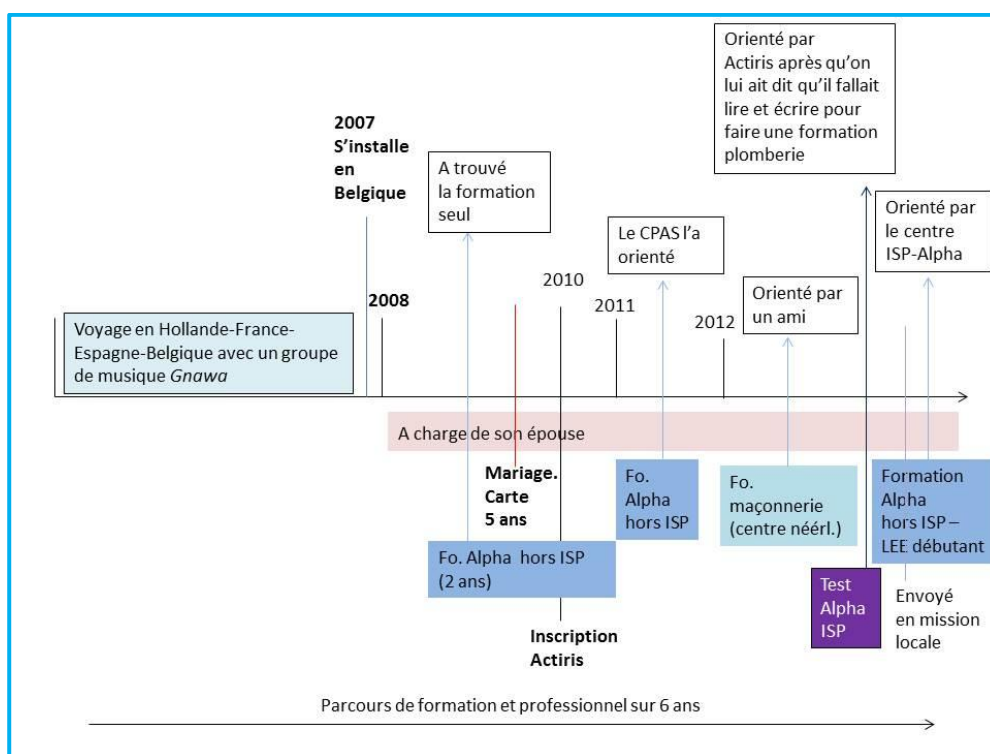 Orienté par
Actiris après qu'on
lui ait dit qu'il fallait
lire et écrire pour
faire une formation
plomberie
2007
S'installe
en
Belgique
A trouvé
la formation
seul
Le CPAS l'a
orienté
Orienté par
le centre
ISP-Alpha
2008
2010
2011
2012
Orienté par
un ami
Voyage en Hollande-France-
Espagne-Belgique avec un groupe
de musique Gnawa
A charge de son épouse
Mariage.
Carte
5 ans
Fo.
Alpha
hors ISP
Fo.
maçonnerie
(centre néérl.)
Formation
Alpha
hors ISP –
LEE débutant
Fo. Alpha hors ISP
(2 ans)
Test
Alpha
ISP
Envoyé
en mission
locale
Inscription
Actiris
Parcours de formation et professionnel sur 6 ans